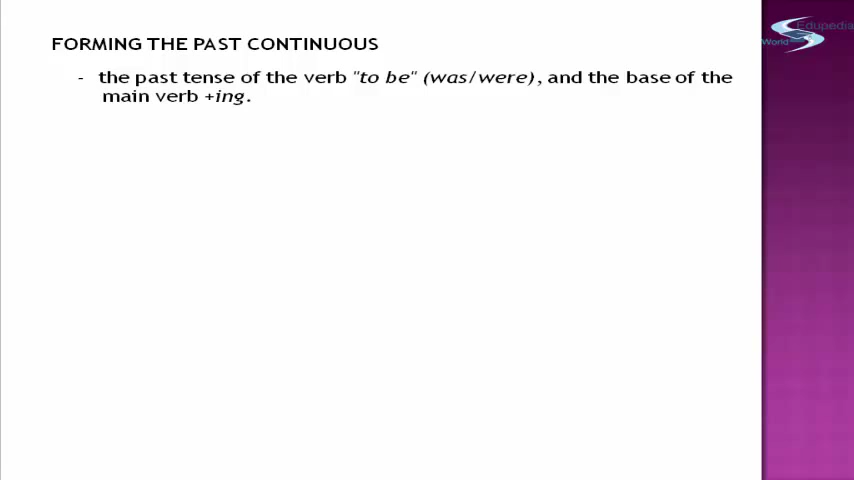 FORMING THE PAST CONTINUOUS
- the past tense of the verb "to be" (was/were), and the base of the
main verb +ing.
Edupedia
World